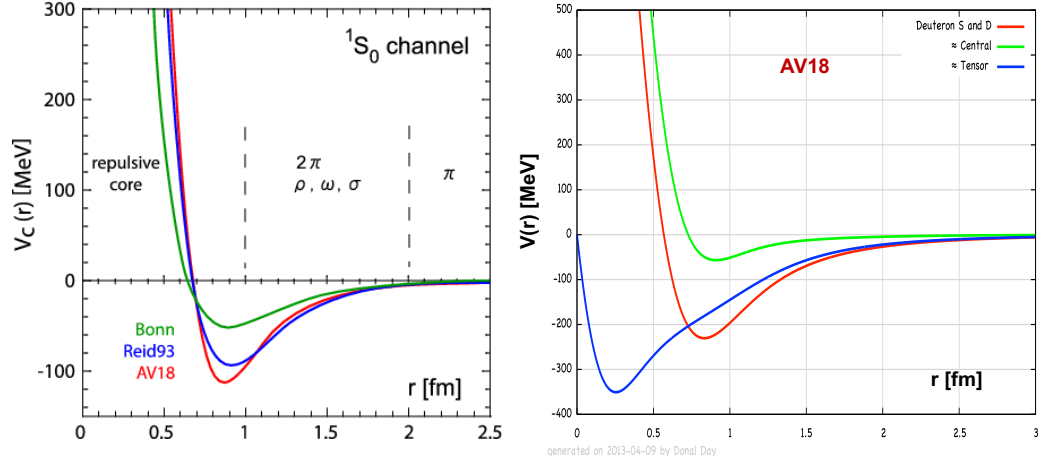 300
200
100
0
-100
V_C(r) [MeV]
¹S₀ channel
repulsive
core
2π
ρ , ω, σ
π
Bonn
Reid93
AV18
r [fm]
0
0.5
1
1.5
2
2.5
500
400
300
200
100
0
-100
-200
-300
-400
V(r) [MeV]
Deuteron S and D
≈ Central
≈ Tensor
AV18
r [fm]
0
0.5
1
1.5
2
2.5
3
generated on 2013-04-09 by Donal Day